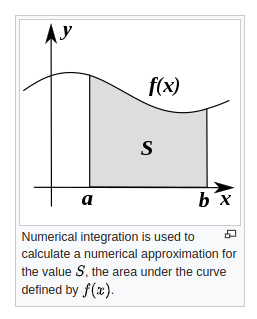 y
f(x)
S
a
b x
Numerical integration is used to
calculate a numerical approximation for
the value S, the area under the curve
defined by f(x).